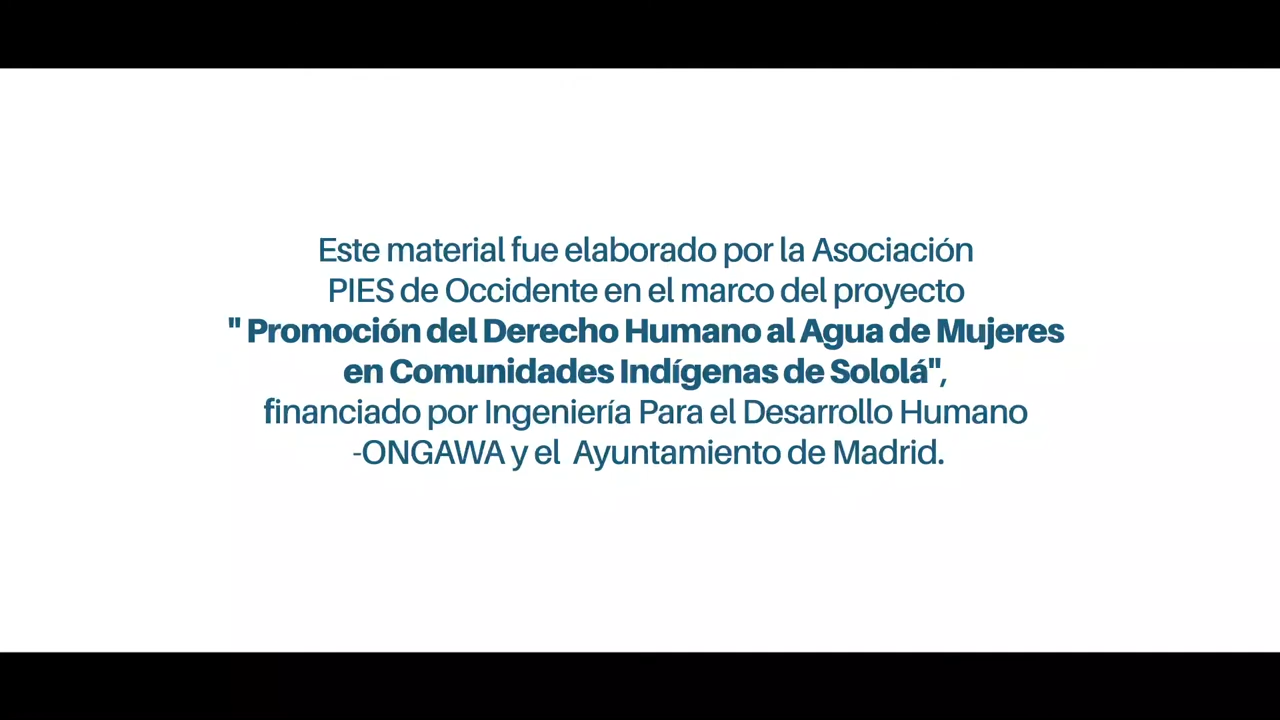 Este material fue elaborado por la Asociación
PIES de Occidente en el marco del proyecto
" Promoción del Derecho Humano al Agua de Mujeres
en Comunidades Indígenas de Sololá",
financiado por Ingeniería Para el Desarrollo Humano
-ONGAWA y el  Ayuntamiento de Madrid.